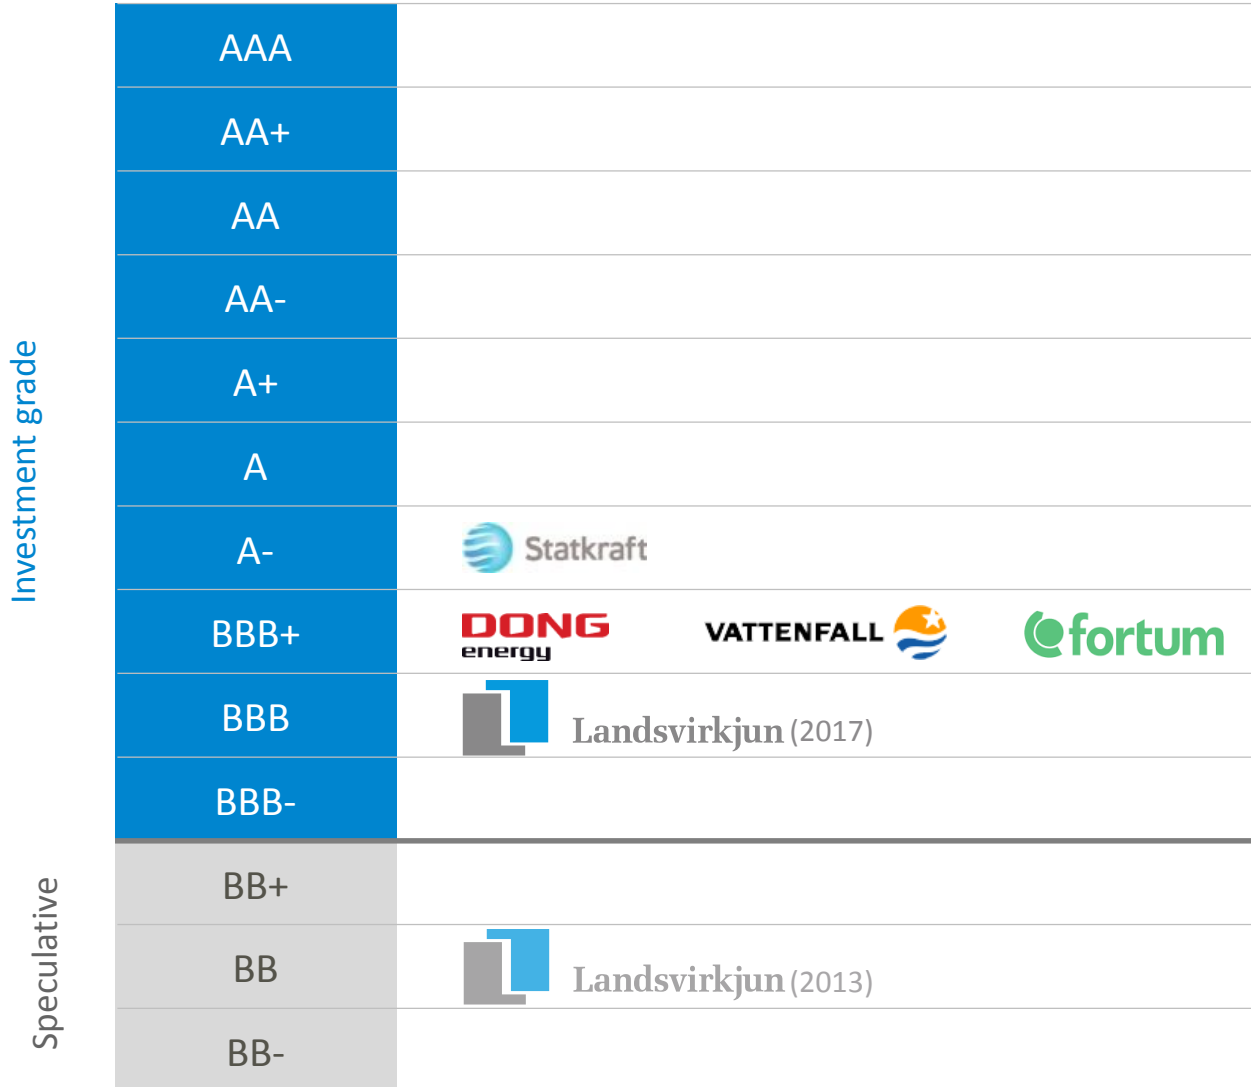 Investment grade
AAA
AA+
AA
AA-
A+
A
A- Statkraft
BBB+ DONG energy VATTENFALL fortum
BBB Landsvirkjun (2017)
BBB-
Speculative
BB+
BB Landsvirkjun (2013)
BB-